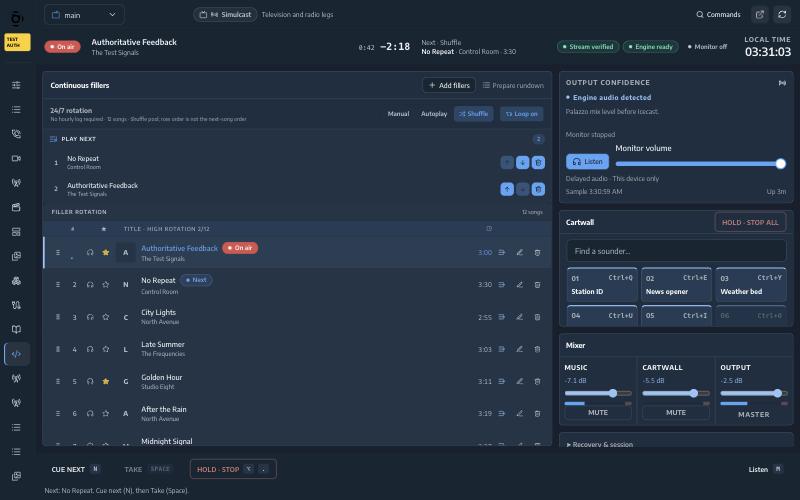 main
Simulcast
Television and radio legs
Commands
TEST AUTH
On air
Authoritative Feedback
The Test Signals
0:42 −2:18
Next · Shuffle
No Repeat · Control Room · 3:30
Stream verified
Engine ready
Monitor off
LOCAL TIME
03:31:03
Continuous fillers
+ Add fillers
Prepare rundown
24/7 rotation
No hourly log required · 12 songs · Shuffle pool; row order is not the next-song order
Manual
Autoplay
Shuffle
Loop on
PLAY NEXT
2
1
No Repeat
Control Room
2
Authoritative Feedback
The Test Signals
FILLER ROTATION
12 songs
# TITLE · HIGH ROTATION 2/12
A
Authoritative Feedback
On air
The Test Signals
3:00
2 N
No Repeat
Next
Control Room
3:30
3 C
City Lights
North Avenue
2:55
4 L
Late Summer
The Frequencies
3:03
5 G
Golden Hour
Studio Eight
3:11
6 A
After the Rain
North Avenue
3:19
Midnight Signal
OUTPUT CONFIDENCE
Engine audio detected
Palazzo mix level before Icecast.
Monitor stopped
Listen
Monitor volume
Delayed audio · This device only
Sample 3:30:59 AM
Up 3m
Cartwall
HOLD · STOP ALL
Find a sounder...
01 Ctrl+Q
Station ID
02 Ctrl+E
News opener
03 Ctrl+Y
Weather bed
04 Ctrl+U
05 Ctrl+I
06 Ctrl+O
Mixer
MUSIC
-7.1 dB
MUTE
CARTWALL
-5.5 dB
MUTE
OUTPUT
-2.5 dB
MASTER
▸ Recovery & session
CUE NEXT N
TAKE SPACE
HOLD · STOP ⌥ .
Listen M
Next: No Repeat. Cue next (N), then Take (Space).